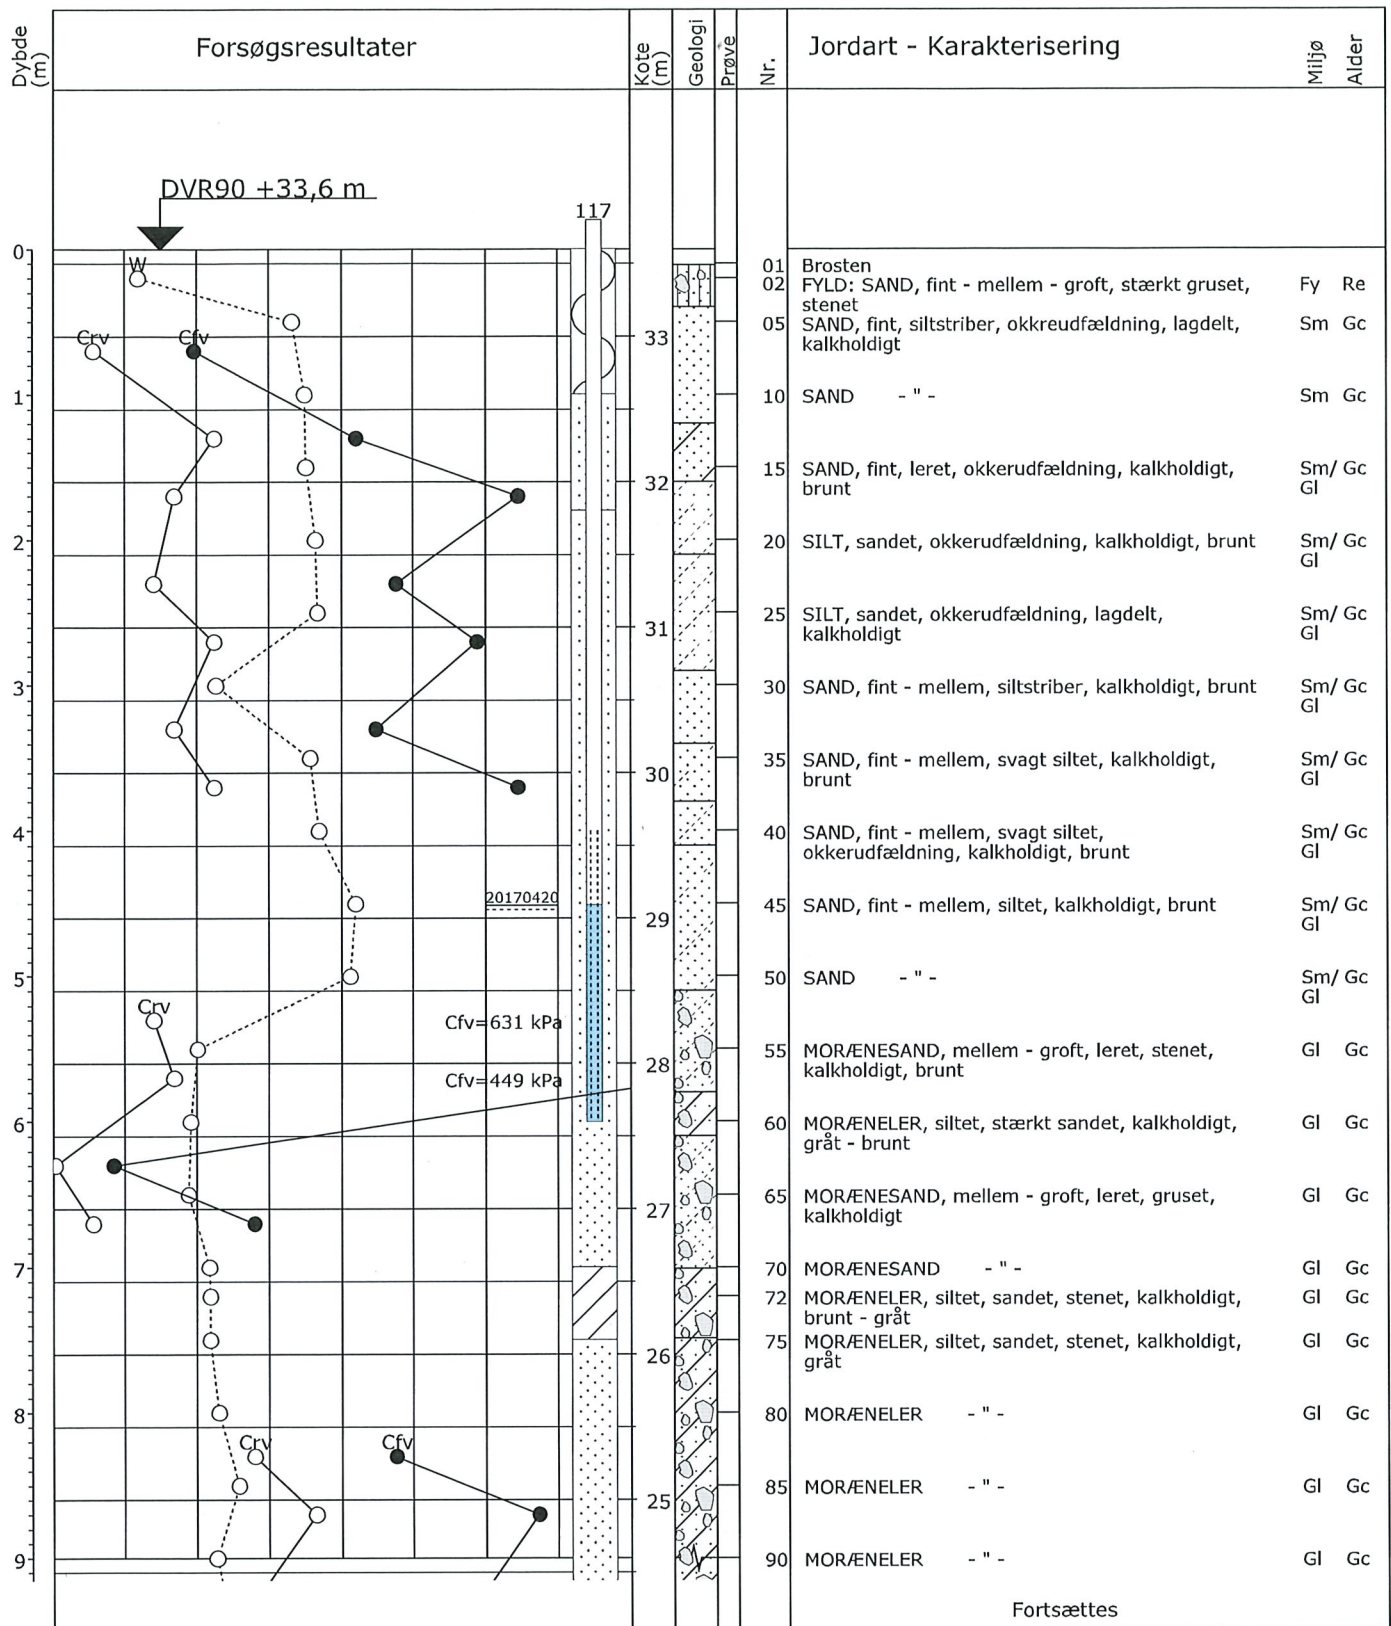 Dybde
(m)
Forsøgsresultater
Kote
(m)
Geologi
Prøve
Nr.
Jordart - Karakterisering
Miljø
Alder
DVR90 +33,6 m
117
0
W
01 Brosten
02 FYLD: SAND, fint - mellem - groft, stærkt gruset, Fy Re
stenet
Crv Cfv
33
05 SAND, fint, siltstriber, okkreudfældning, lagdelt, Sm Gc
kalkholdigt
1
10 SAND - " - Sm Gc
32
15 SAND, fint, leret, okkerudfældning, kalkholdigt, Sm/ Gc
brunt Gl
2
20 SILT, sandet, okkerudfældning, kalkholdigt, brunt Sm/ Gc
Gl
31
25 SILT, sandet, okkerudfældning, lagdelt, Sm/ Gc
kalkholdigt Gl
3
30 SAND, fint - mellem, siltstriber, kalkholdigt, brunt Sm/ Gc
Gl
30
35 SAND, fint - mellem, svagt siltet, kalkholdigt, Sm/ Gc
brunt Gl
4
40 SAND, fint - mellem, svagt siltet, Sm/ Gc
okkerudfældning, kalkholdigt, brunt Gl
20170420
29
45 SAND, fint - mellem, siltet, kalkholdigt, brunt Sm/ Gc
Gl
5
50 SAND - " - Sm/ Gc
Gl
Crv
Cfv=631 kPa
28
55 MORÆNESAND, mellem - groft, leret, stenet, Gl Gc
kalkholdigt, brunt
Cfv=449 kPa
6
60 MORÆNELER, siltet, stærkt sandet, kalkholdigt, Gl Gc
gråt - brunt
27
65 MORÆNESAND, mellem - groft, leret, gruset, Gl Gc
kalkholdigt
7
70 MORÆNESAND - " - Gl Gc
72 MORÆNELER, siltet, sandet, stenet, kalkholdigt, Gl Gc
brunt - gråt
26
75 MORÆNELER, siltet, sandet, stenet, kalkholdigt, Gl Gc
gråt
8
80 MORÆNELER - " - Gl Gc
Crv Cfv
25
85 MORÆNELER - " - Gl Gc
9
90 MORÆNELER - " - Gl Gc
Fortsættes